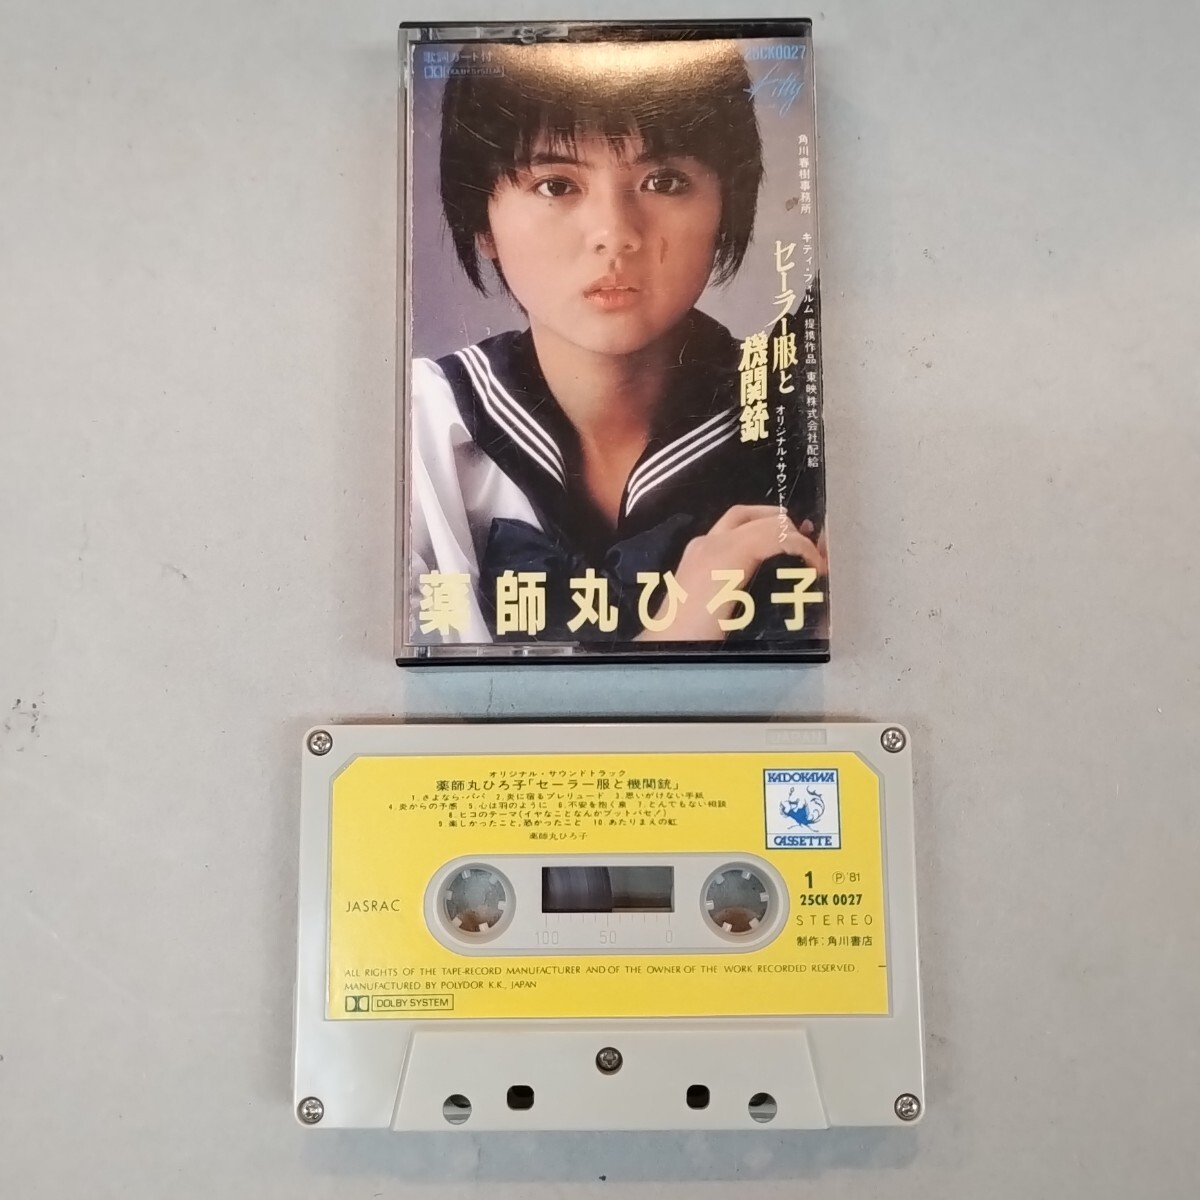 歌詞カード付
DOLBY SYSTEM
25CK0027
Kitty
角川春樹事務所 キティ・フィルム 提携作品 東映株式会社配給
セーラー服と
機関銃
オリジナル・サウンドトラック
薬師丸ひろ子
JAPAN
オリジナル・サウンドトラック
薬師丸ひろ子「セーラー服と機関銃」
1.さよなら・パパ 2.炎に宿るプレリュード 3.思いがけない手紙
4.炎からの予感 5.心は羽のように 6.不安を抱く県 7.とんでもない相談
8.ヒコのテーマ(イヤなことなんかブットバセ!)
9.楽しかったこと,恐かったこと 10.あたりまえの虹
薬師丸ひろ子
KADOKAWA
CASSETTE
1 Ⓟ'81
25CK 0027
STEREO
制作:角川書店
JASRAC
100 50 0
ALL RIGHTS OF THE TAPE-RECORD MANUFACTURER AND OF THE OWNER OF THE WORK RECORDED RESERVED.
MANUFACTURED BY POLYDOR K.K., JAPAN
DOLBY SYSTEM